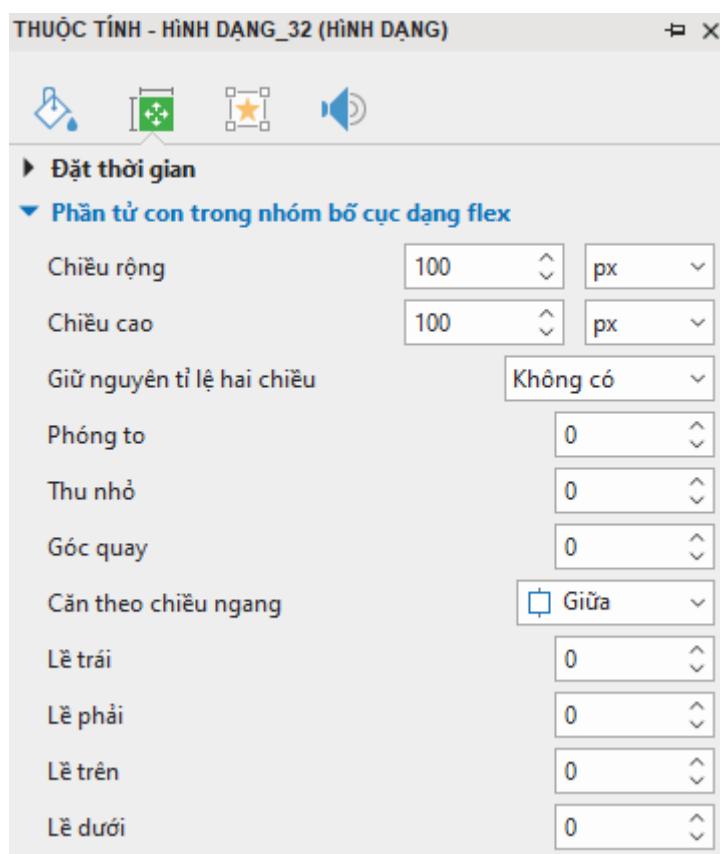 THUỘC TÍNH - HÌNH DẠNG_32 (HÌNH DẠNG)
Đặt thời gian
Phần tử con trong nhóm bố cục dạng flex
Chiều rộng 100 px
Chiều cao 100 px
Giữ nguyên tỉ lệ hai chiều Không có
Phóng to 0
Thu nhỏ 0
Góc quay 0
Căn theo chiều ngang Giữa
Lề trái 0
Lề phải 0
Lề trên 0
Lề dưới 0